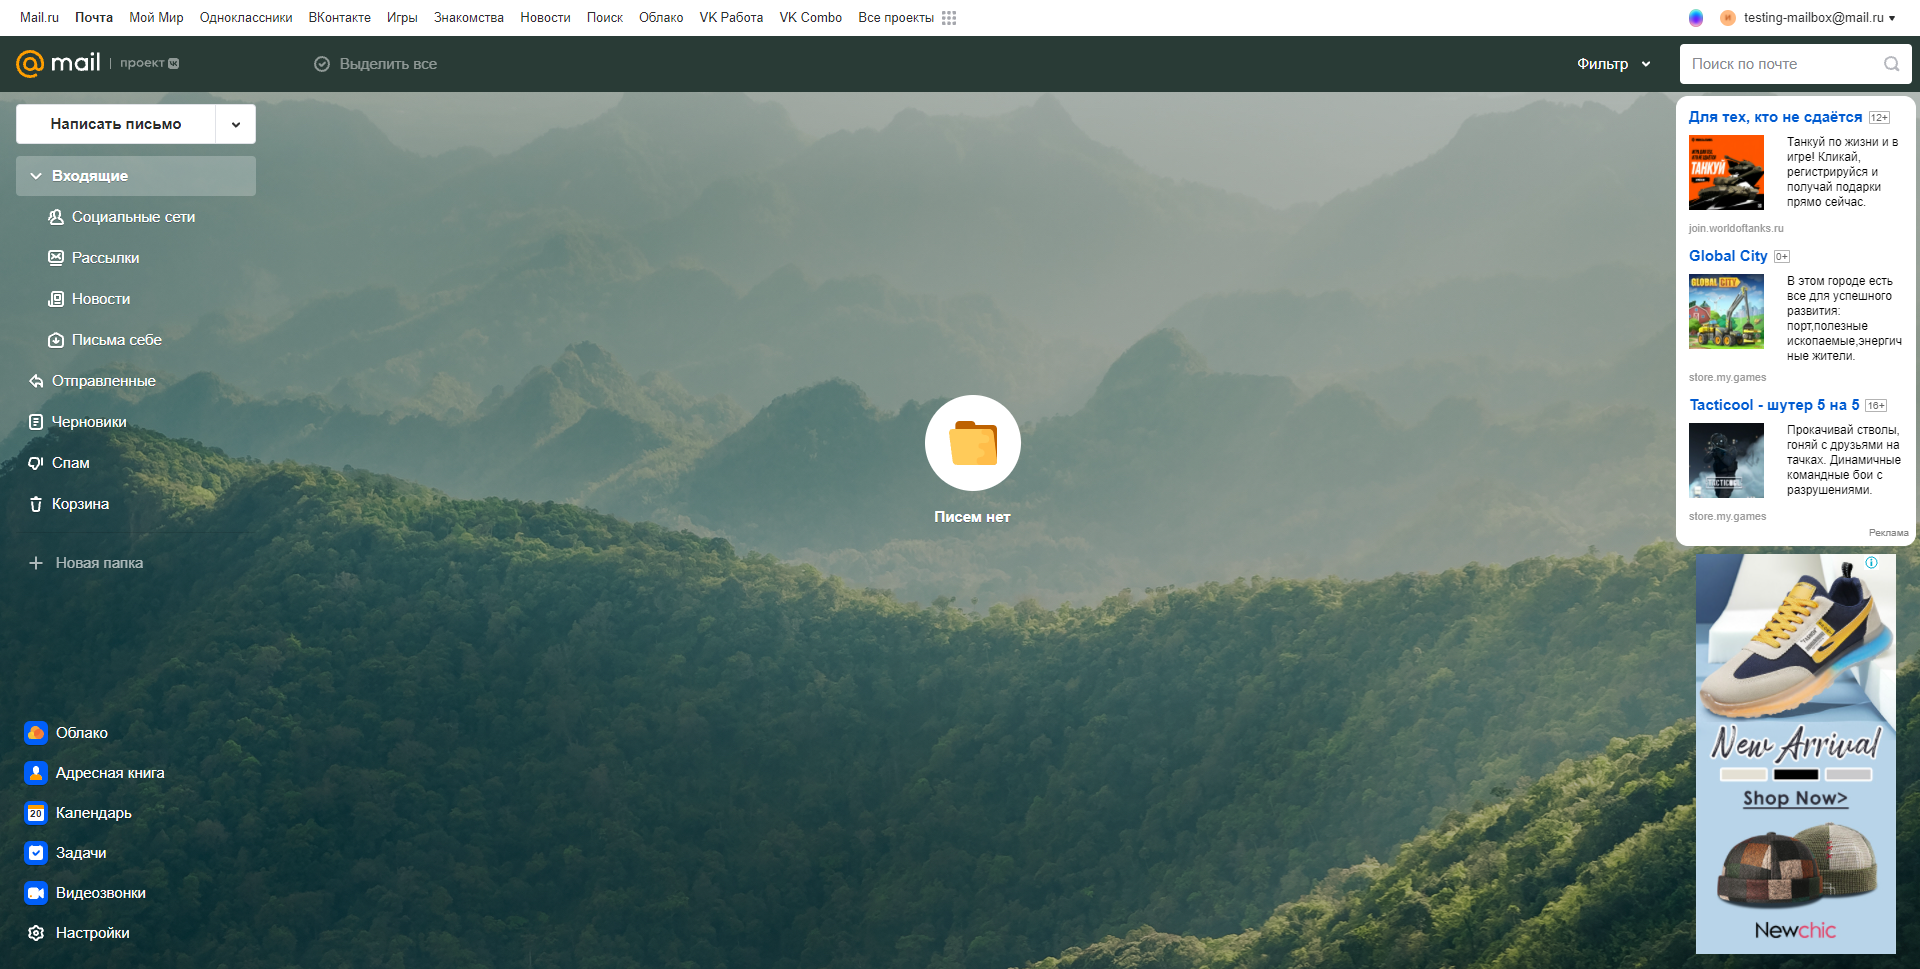 Mail.ru Почта Мой Мир Одноклассники ВКонтакте Игры Знакомства Новости Поиск Облако VK Работа VK Combo Все проекты
testing-mailbox@mail.ru
mail проект
Выделить все
Фильтр
Поиск по почте
Написать письмо
Входящие
Социальные сети
Рассылки
Новости
Письма себе
Отправленные
Черновики
Спам
Корзина
Новая папка
Облако
Адресная книга
20 Календарь
Задачи
Видеозвонки
Настройки
Писем нет
Для тех, кто не сдаётся 12+
ТАНКУЙ
Танкуй по жизни и в
игре! Кликай,
регистрируйся и
получай подарки
прямо сейчас.
join.worldoftanks.ru
Global City 0+
GLOBAL CITY
В этом городе есть
все для успешного
развития:
порт,полезные
ископаемые,энергич
ные жители.
store.my.games
Tacticool - шутер 5 на 5 16+
TACTICOOL
Прокачивай стволы,
гоняй с друзьями на
тачках. Динамичные
командные бои с
разрушениями.
store.my.games
Реклама
New Arrival
Shop Now>
Newchic